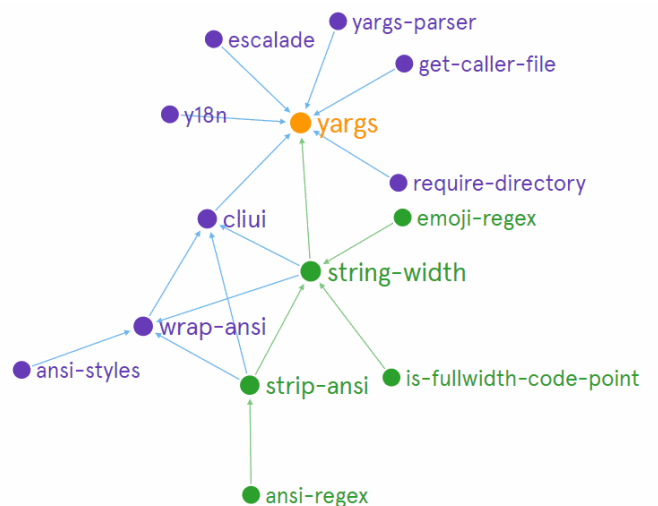 yargs-parser
escalade
get-caller-file
y18n
yargs
require-directory
emoji-regex
cliui
string-width
wrap-ansi
ansi-styles
strip-ansi
is-fullwidth-code-point
ansi-regex